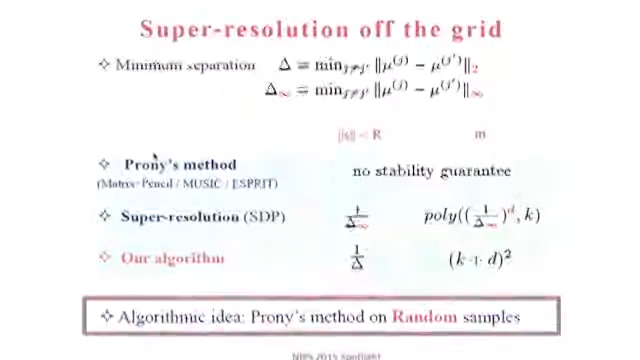 Super-resolution off the grid
✧ Minimum separation Δ = min_{j≠j'} ‖μ^{(j)} − μ^{(j')}‖_2
Δ_∞ = min_{j≠j'} ‖μ^{(j)} − μ^{(j')}‖_∞
‖s‖ < R m
✧ Prony's method no stability guarantee
(Matrix-Pencil / MUSIC / ESPRIT)
✧ Super-resolution (SDP) 1/Δ_∞ poly((1/Δ_∞)^d, k)
✧ Our algorithm 1/Δ (k + d)^2
✧ Algorithmic idea: Prony's method on Random samples
NIPS 2015 Spotlight